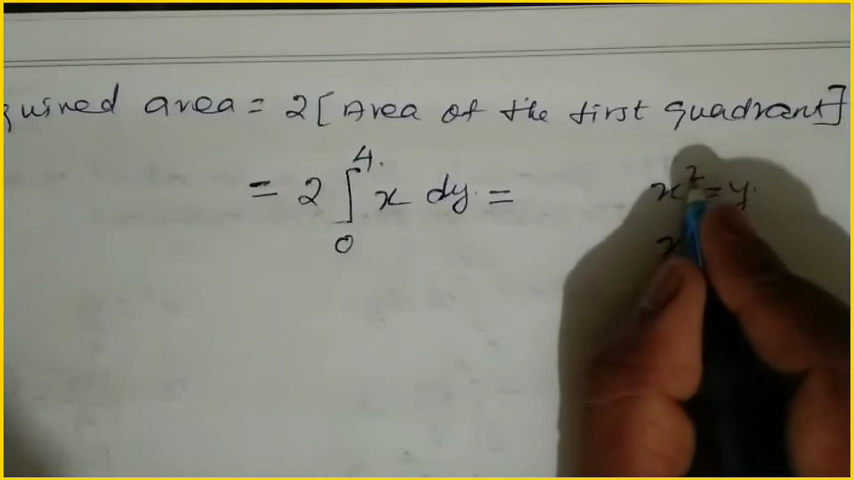 quired area = 2[Area of the first quadrant]
= 2 ∫₀⁴ x dy =
x² = y
x